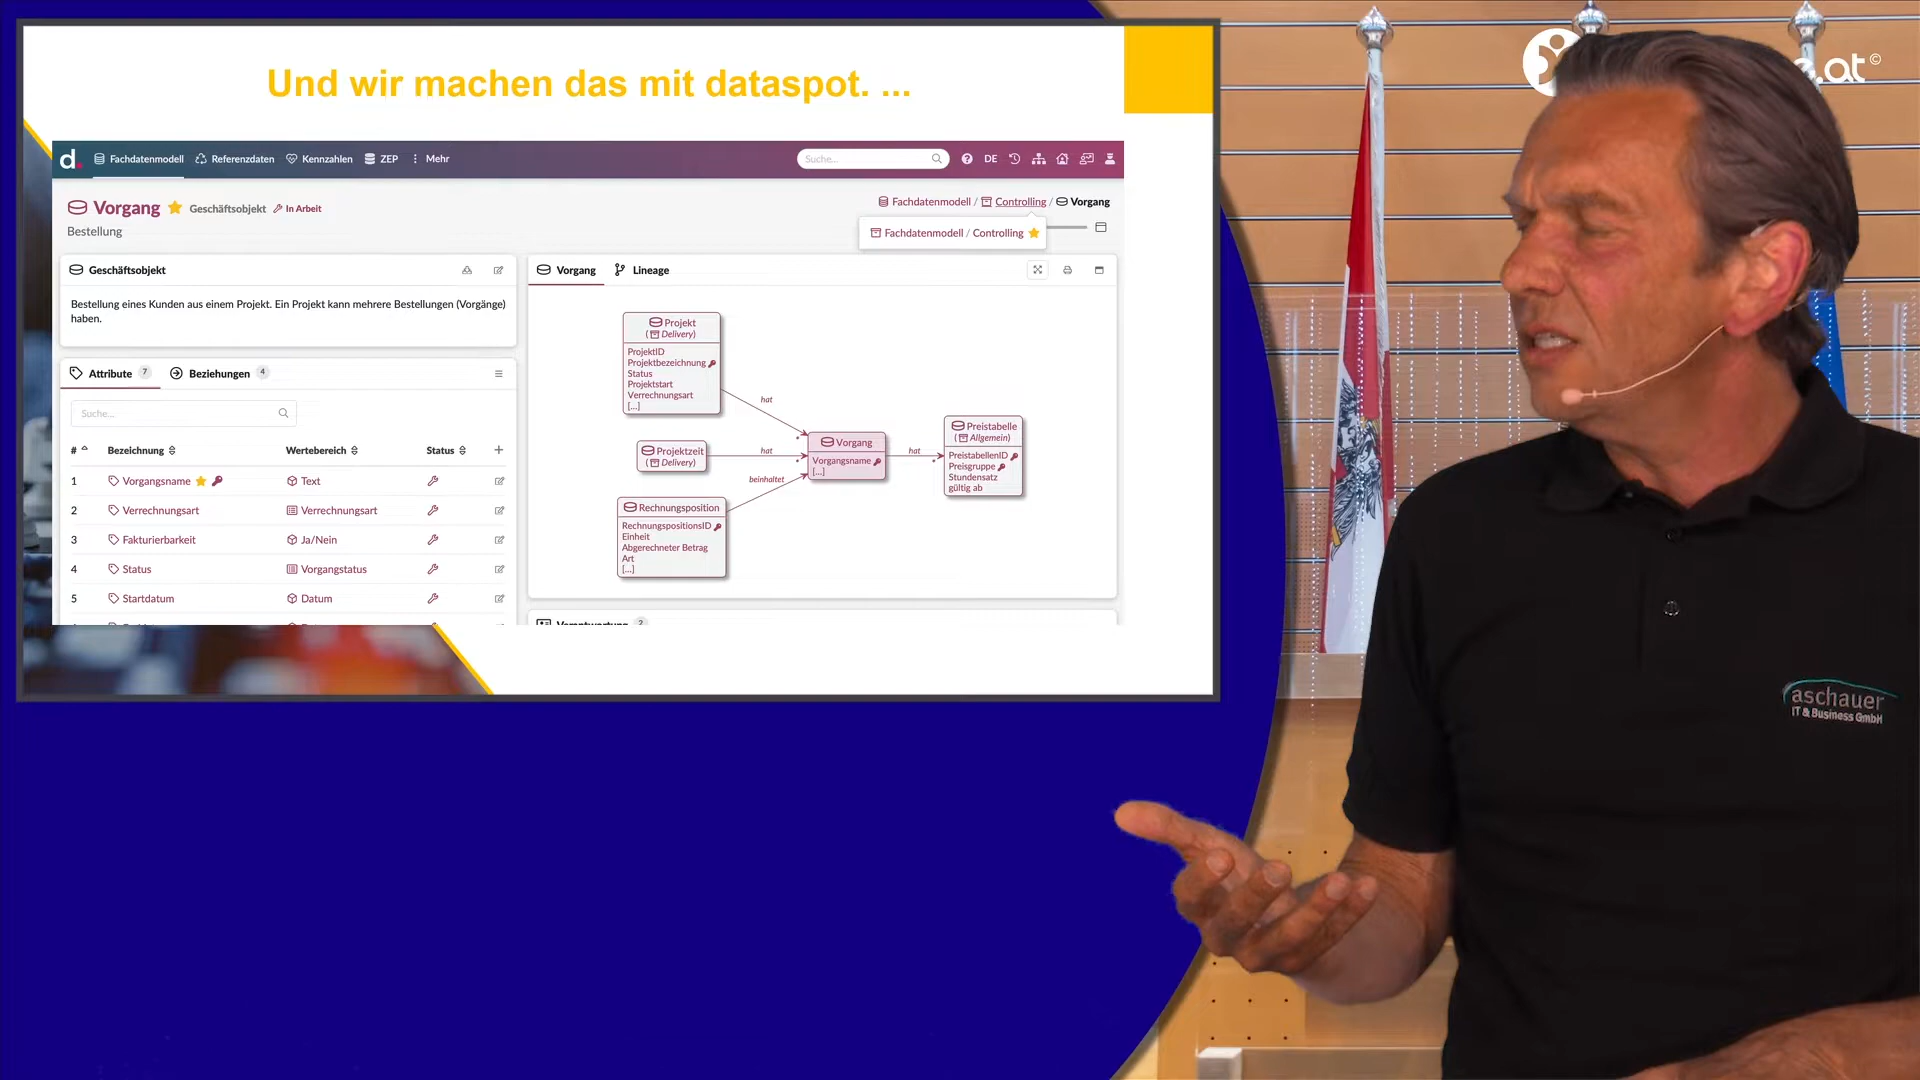 Und wir machen das mit dataspot. ...
d.
Fachdatenmodell Referenzdaten Kennzahlen ZEP Mehr
Suche...
DE
Vorgang Geschäftsobjekt In Arbeit
Bestellung
Fachdatenmodell / Controlling / Vorgang
Fachdatenmodell / Controlling
Geschäftsobjekt
Bestellung eines Kunden aus einem Projekt. Ein Projekt kann mehrere Bestellungen (Vorgänge)
haben.
Attribute 7 Beziehungen 4
Suche...
# Bezeichnung Wertebereich Status +
1 Vorgangsname Text
2 Verrechnungsart Verrechnungsart
3 Fakturierbarkeit Ja/Nein
4 Status Vorgangstatus
5 Startdatum Datum
Vorgang Lineage
Projekt
(Delivery)
ProjektID
Projektbezeichnung
Status
Projektstart
Verrechnungsart
[...]
hat
Projektzeit
(Delivery)
hat
Rechnungsposition
RechnungspositionsID
Einheit
Abgerechneter Betrag
Art
[...]
beinhaltet
Vorgang
Vorgangsname
[...]
hat
Preistabelle
(Allgemein)
PreistabellenID
Preisgruppe
Stundensatz
gültig ab
Verantwortung 2
.at©
aschauer
IT & Business GmbH